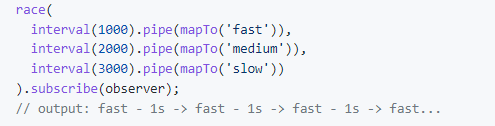 race(
  interval(1000).pipe(mapTo('fast')),
  interval(2000).pipe(mapTo('medium')),
  interval(3000).pipe(mapTo('slow'))
).subscribe(observer);
// output: fast - 1s -> fast - 1s -> fast - 1s -> fast...